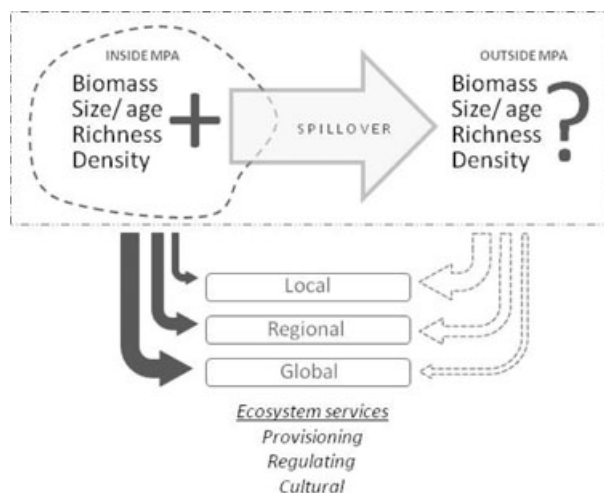 INSIDE MPA
Biomass
Size/ age
Richness
Density
+
SPILLOVER
OUTSIDE MPA
Biomass
Size/ age
Richness
Density
?
Local
Regional
Global
Ecosystem services
Provisioning
Regulating
Cultural